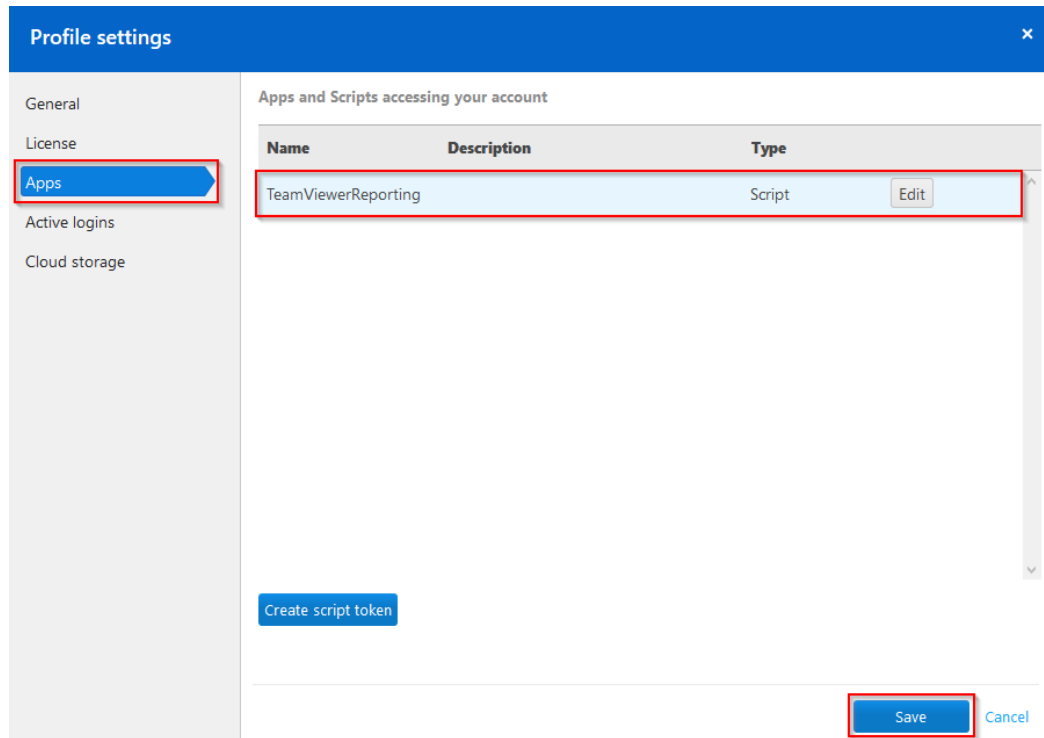 Profile settings
×
General
License
Apps
Active logins
Cloud storage
Apps and Scripts accessing your account
Name Description Type
TeamViewerReporting Script Edit
Create script token
Save Cancel